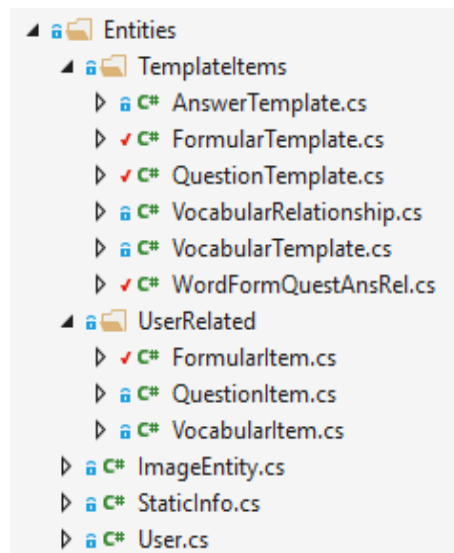 Entities
TemplateItems
C# AnswerTemplate.cs
C# FormularTemplate.cs
C# QuestionTemplate.cs
C# VocabularRelationship.cs
C# VocabularTemplate.cs
C# WordFormQuestAnsRel.cs
UserRelated
C# FormularItem.cs
C# QuestionItem.cs
C# VocabularItem.cs
C# ImageEntity.cs
C# StaticInfo.cs
C# User.cs